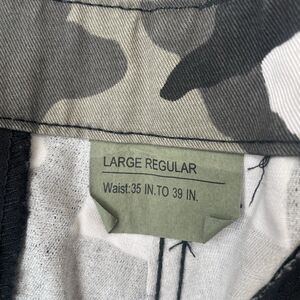 LARGE REGULAR
Waist:35 IN.TO 39 IN.